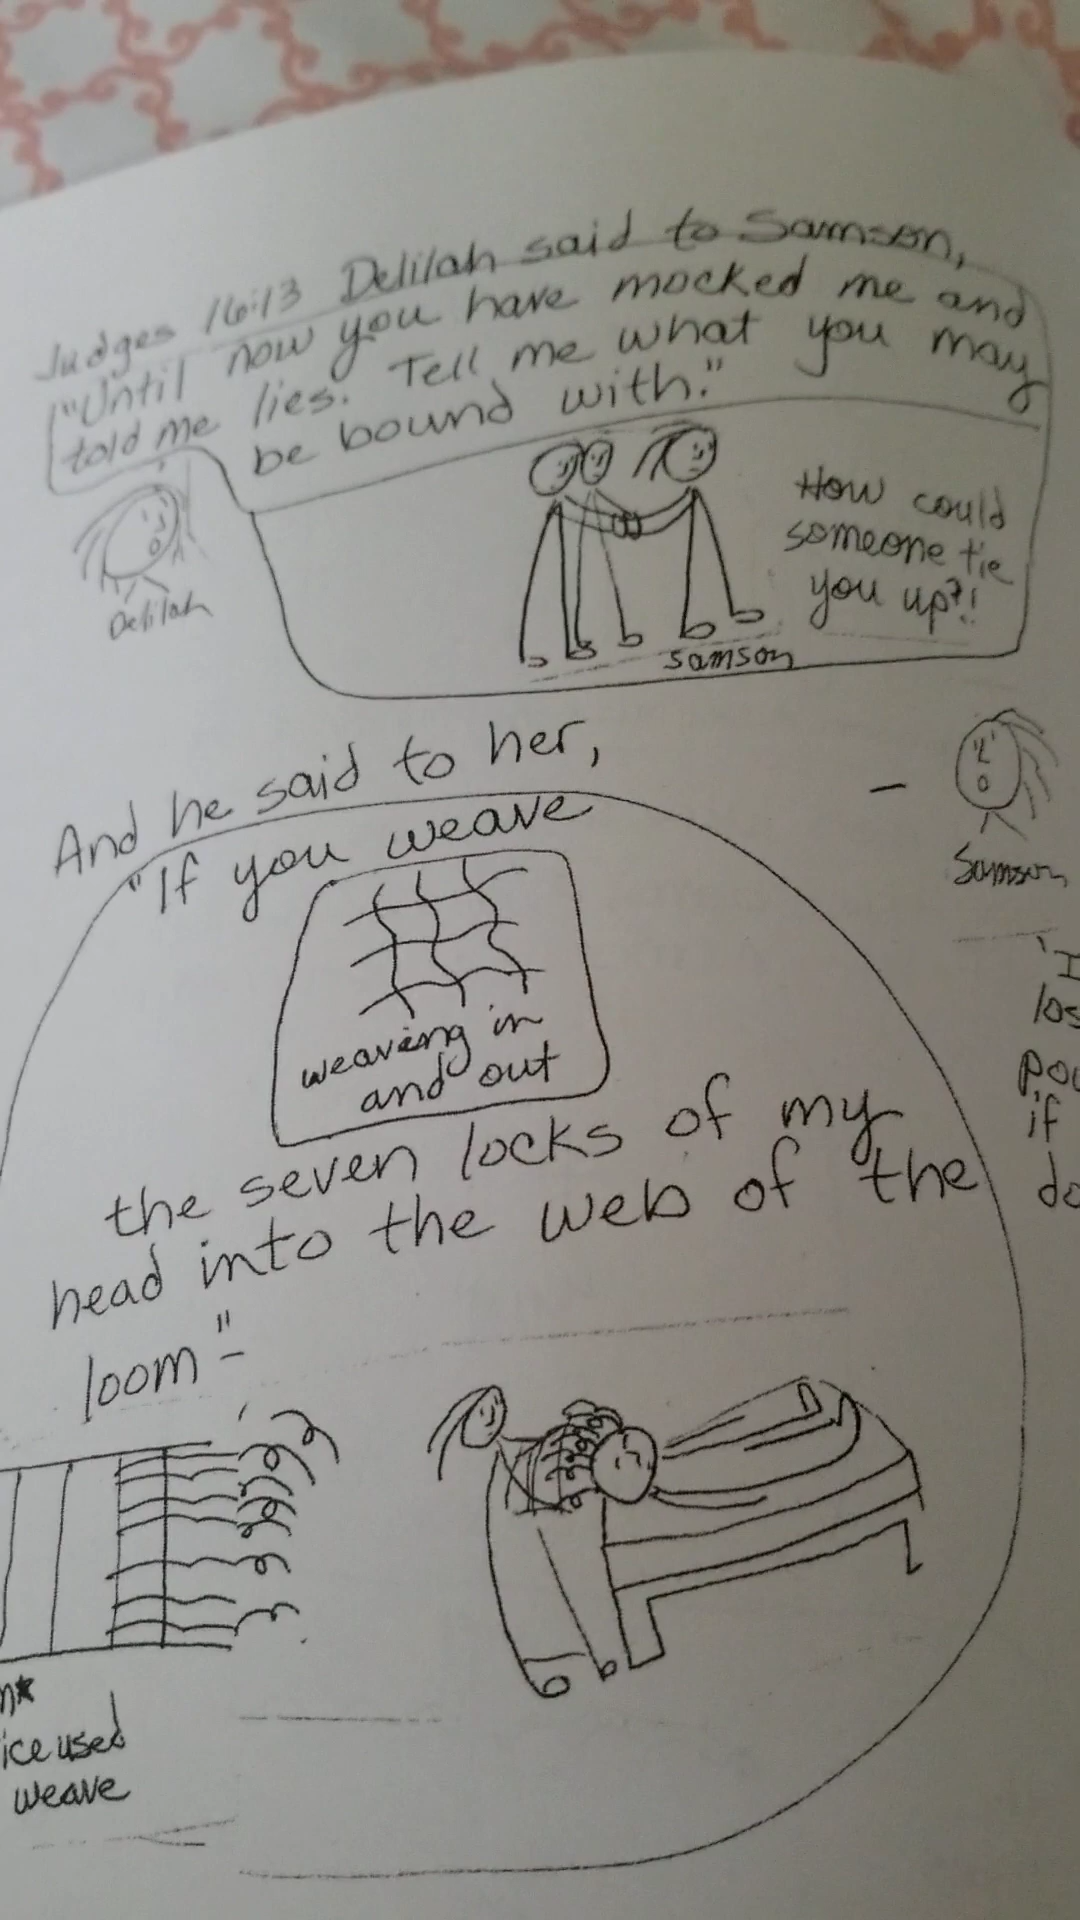 Judges 16:13 Delilah said to Samson,
"Until now you have mocked me and
told me lies. Tell me what you may
be bound with."
How could
someone tie
you up?!
Delilah
Samson
And he said to her,
Samson
"If you weave
weaving in
and out
the seven locks of my
head into the web of the
loom"-
if
used
weave